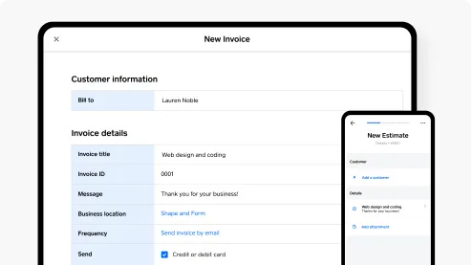 New Invoice
Customer information
Bill to Lauren Noble
Invoice details
Invoice title Web design and coding
Invoice ID 0001
Message Thank you for your business!
Business location Shape and Form
Frequency Send invoice by email
Send Credit or debit card
New Estimate
Customer
Add a customer
Details
Web design and coding
Thanks for your business!
Add attachment